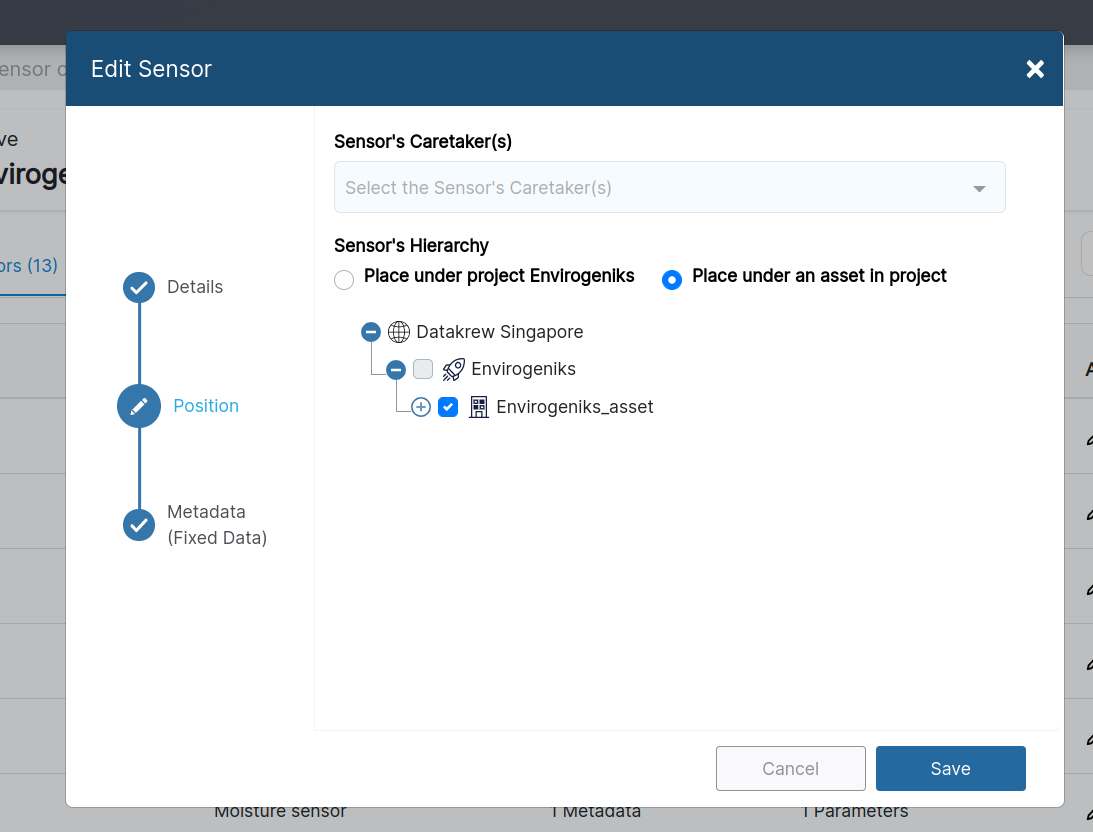 Edit Sensor
ensor
ve
viroge
ors (13)
Details
Position
Metadata
(Fixed Data)
Sensor's Caretaker(s)
Select the Sensor's Caretaker(s)
Sensor's Hierarchy
Place under project Envirogeniks
Place under an asset in project
Datakrew Singapore
Envirogeniks
Envirogeniks_asset
Cancel
Save
Moisture sensor
1 Metadata
1 Parameters